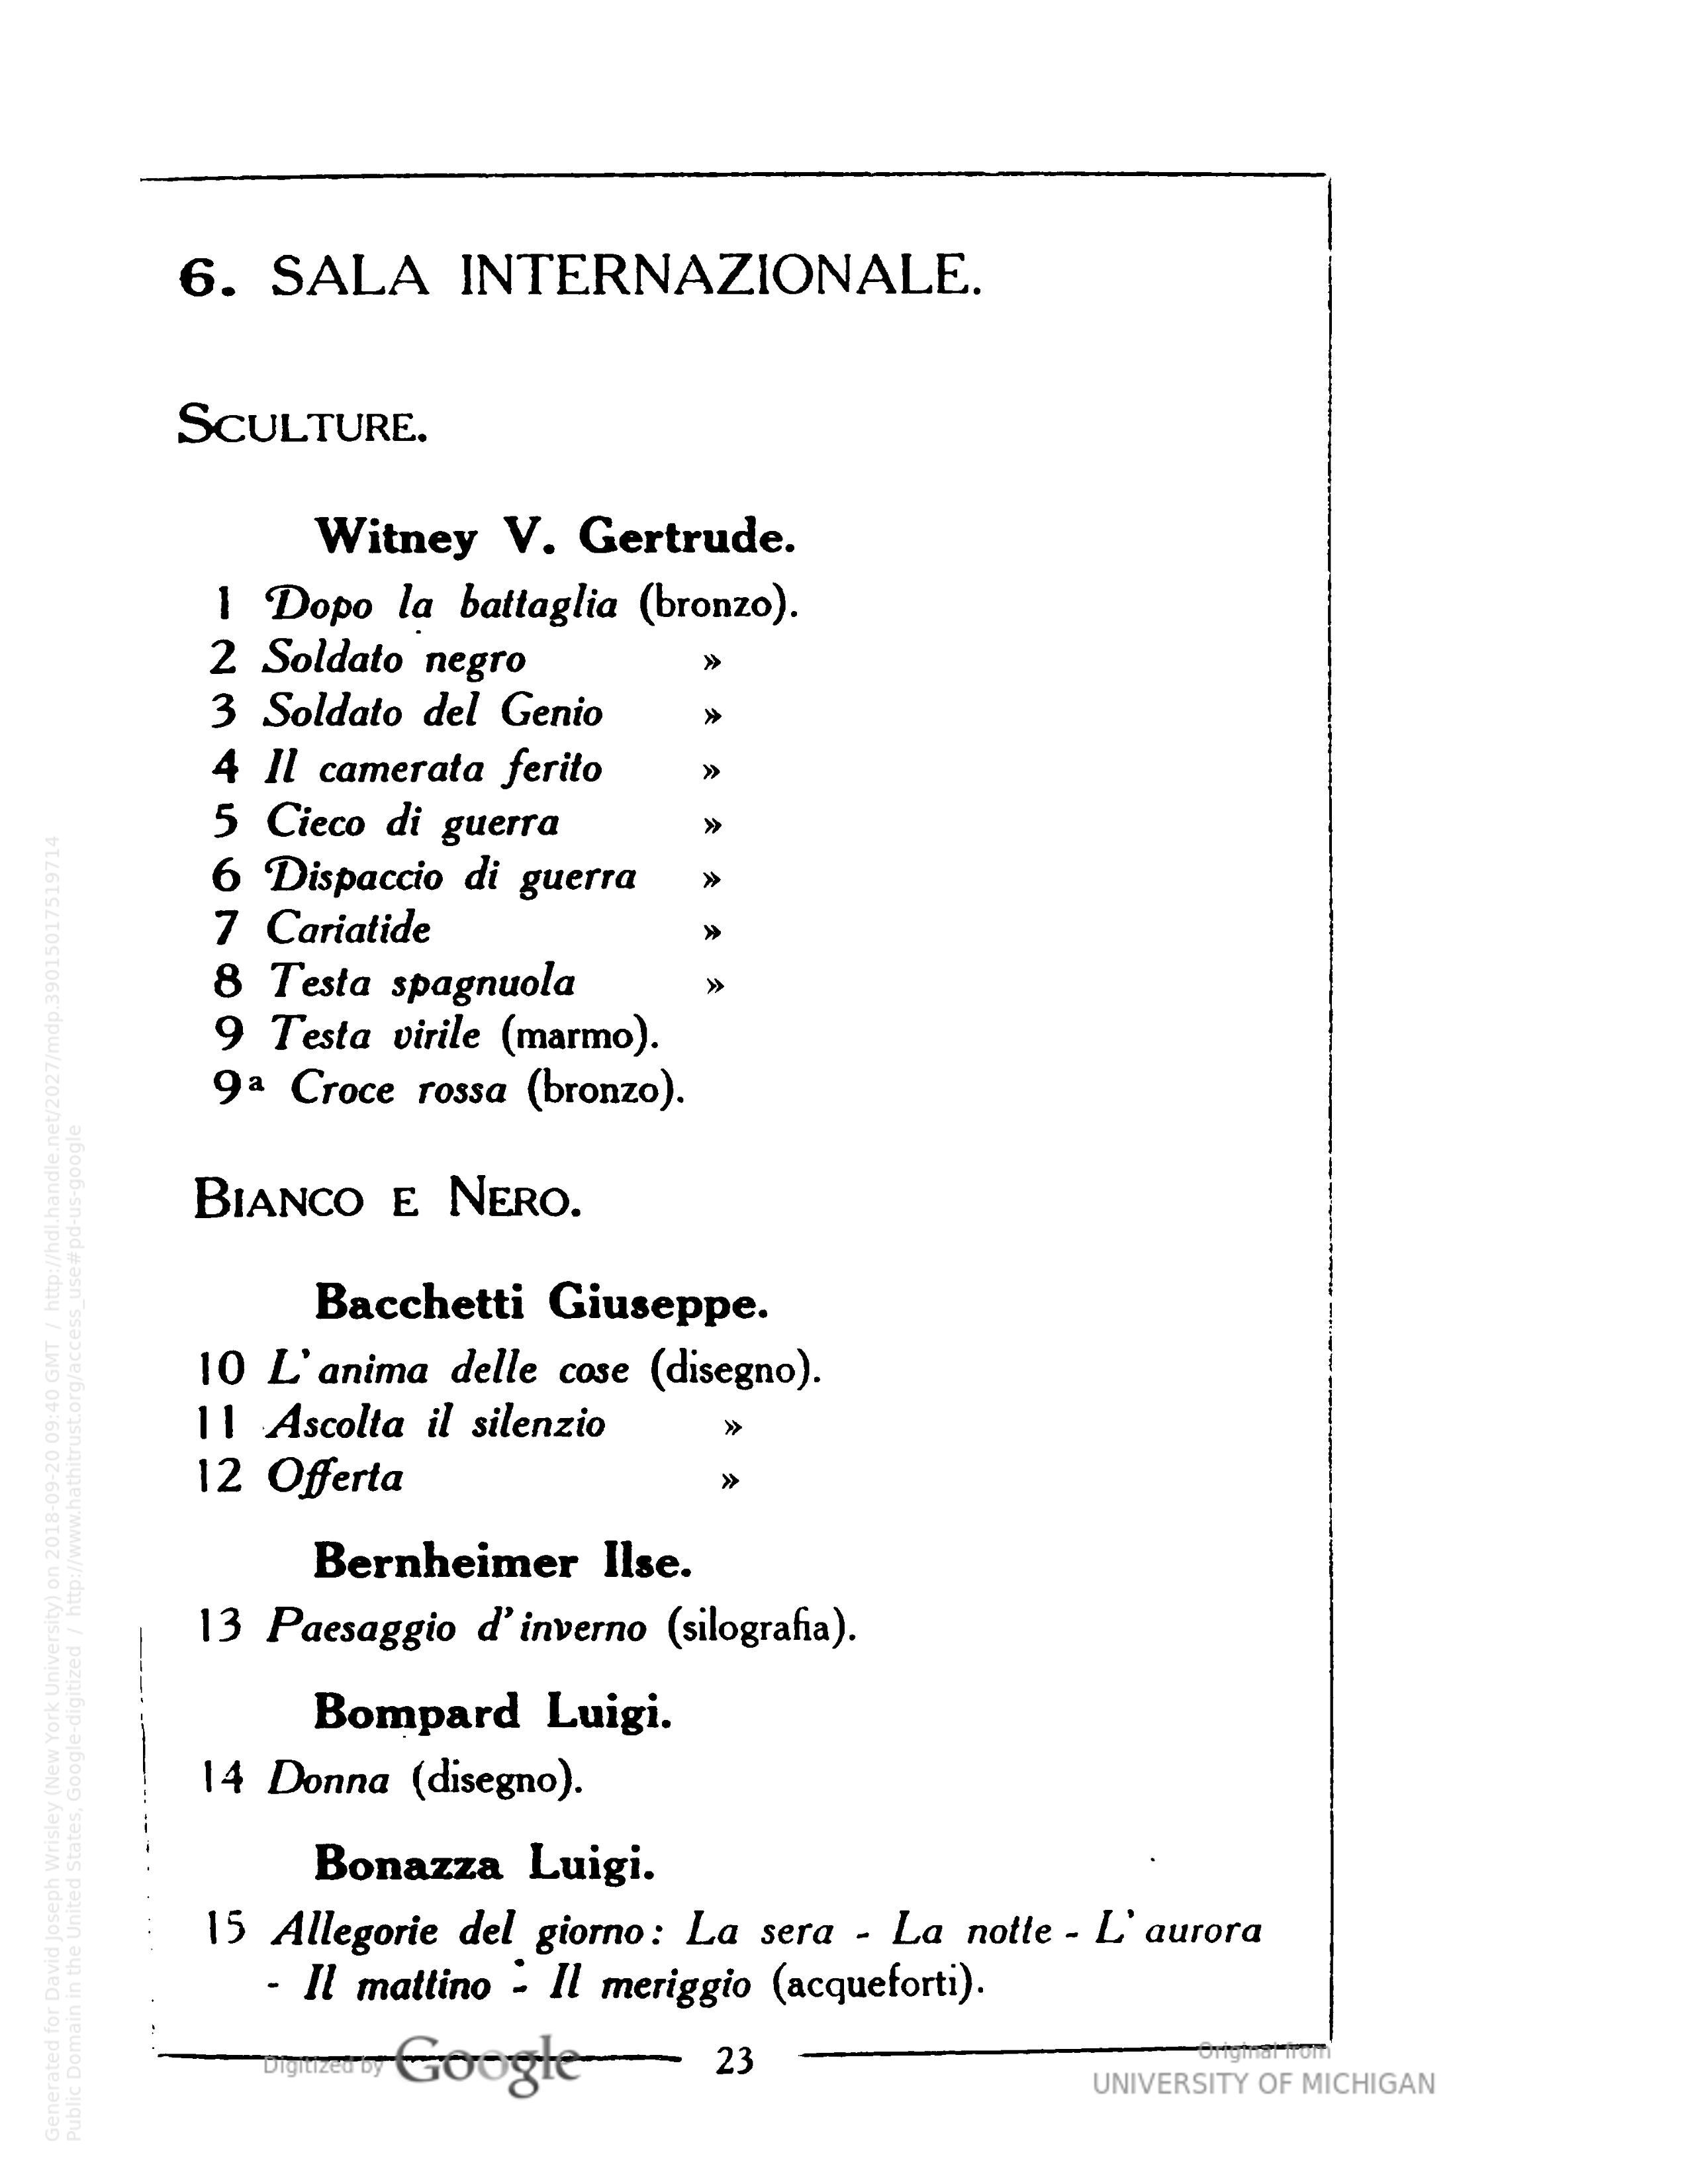 6. SALA INTERNAZIONALE.
SCULTURE.
Witney V. Gertrude.
1 Dopo la battaglia (bronzo).
2 Soldato negro »
3 Soldato del Genio »
4 Il camerata ferito »
5 Cieco di guerra »
6 Dispaccio di guerra »
7 Cariatide »
8 Testa spagnuola »
9 Testa virile (marmo).
9ª Croce rossa (bronzo).
BIANCO E NERO.
Bacchetti Giuseppe.
10 L'anima delle cose (disegno).
11 Ascolta il silenzio »
12 Offerta »
Bernheimer Ilse.
13 Paesaggio d'inverno (silografia).
Bompard Luigi.
14 Donna (disegno).
Bonazza Luigi.
15 Allegorie del giorno: La sera - La notte - L'aurora
- Il mattino - Il meriggio (acqueforti).
23
Digitized by Google
Original from
UNIVERSITY OF MICHIGAN
Generated for David Joseph Wrisley (New York University) on 2018-09-20 09:40 GMT / http://hdl.handle.net/2027/mdp.39015017519714
Public Domain in the United States, Google-digitized / http://www.hathitrust.org/access_use#pd-us-google